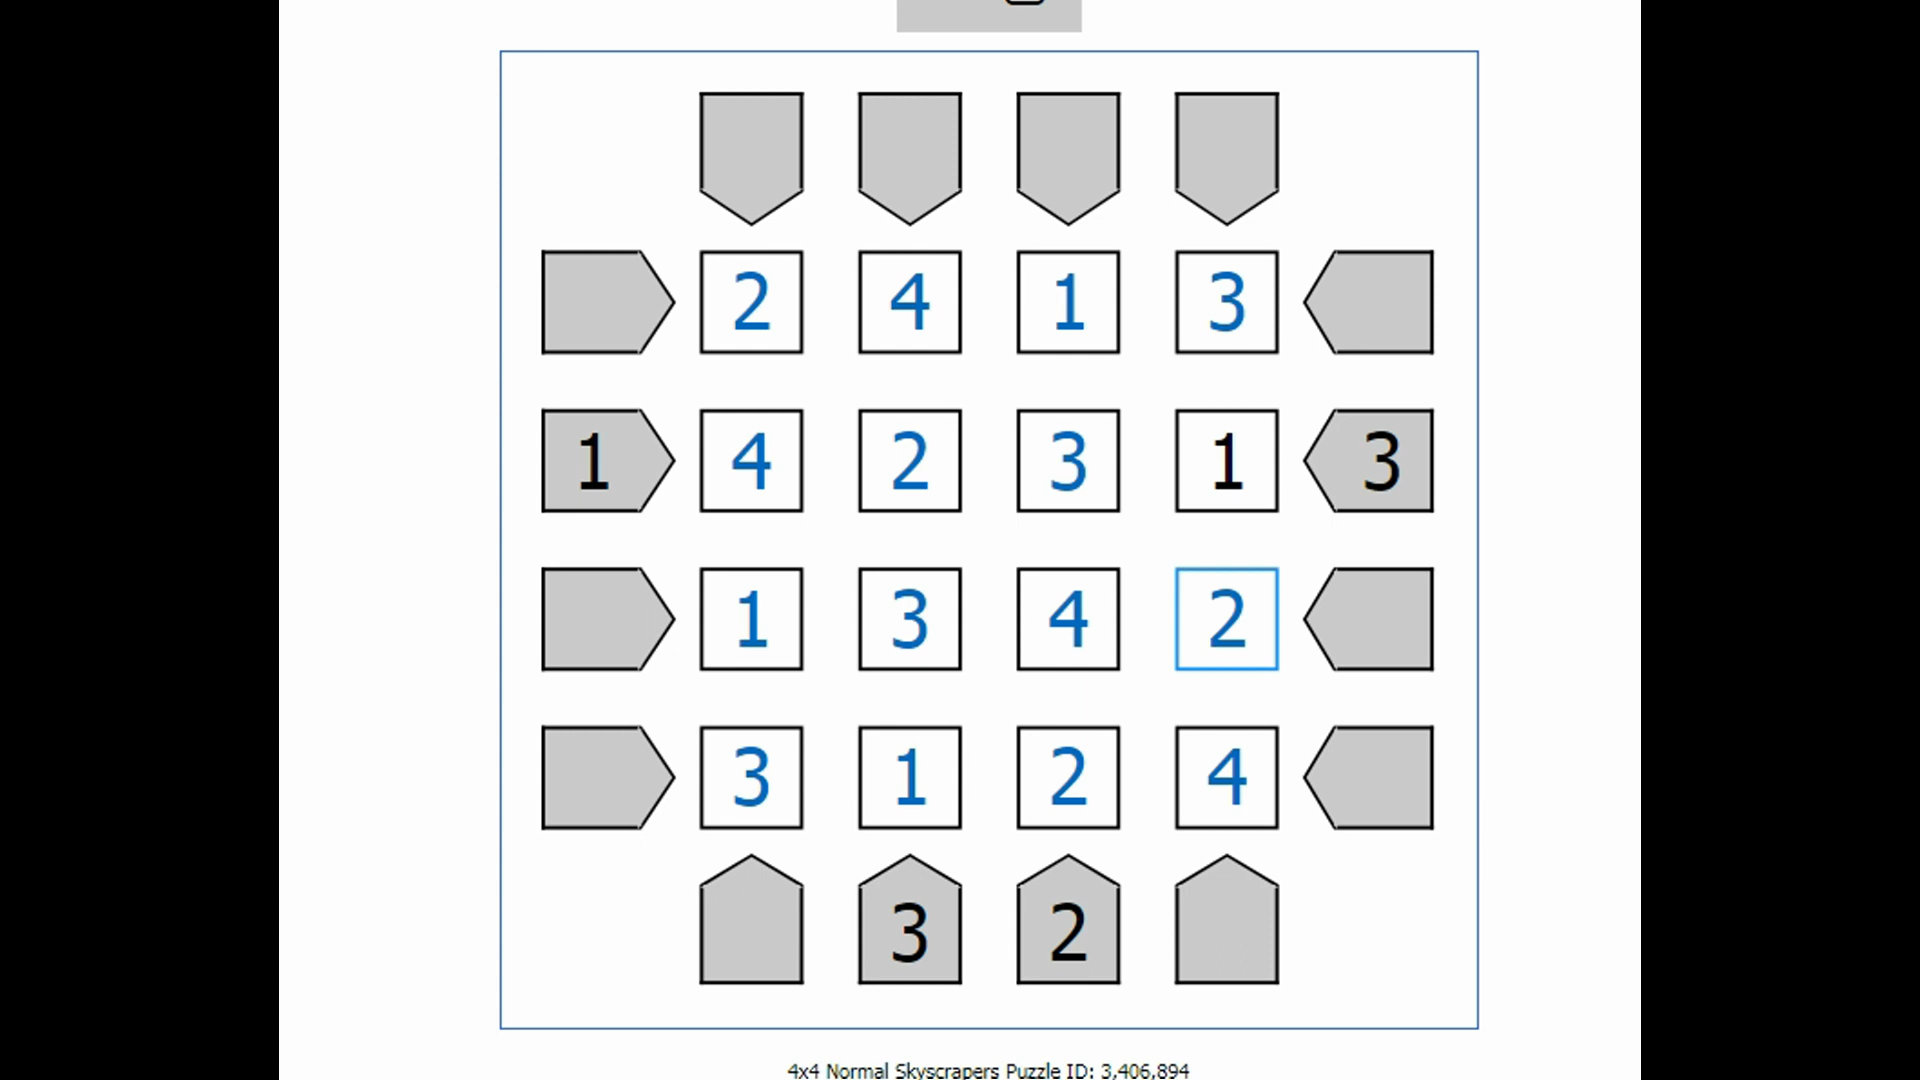 2 4 1 3
1 4 2 3 1 3
1 3 4 2
3 1 2 4
3 2
4x4 Normal Skyscrapers Puzzle ID: 3,406,894